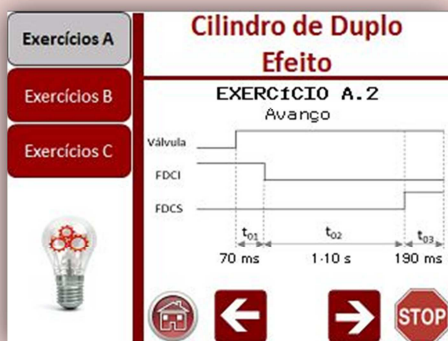 Exercícios A
Exercícios B
Exercícios C
Cilindro de Duplo
Efeito
EXERCíCIO A.2
Avanço
Válvula
FDCI
FDCS
t01 t02 t03
70 ms 1-10 s 190 ms
STOP